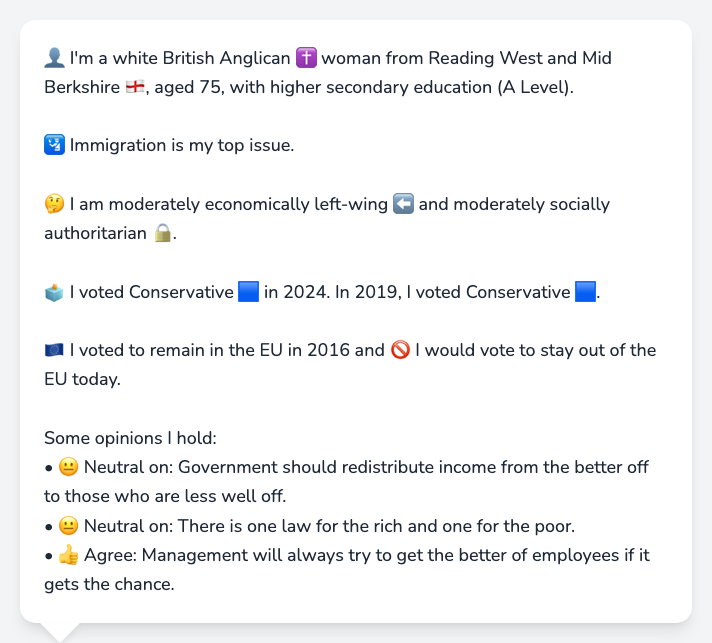 👤 I'm a white British Anglican ✝️ woman from Reading West and Mid
Berkshire 🏴󠁧󠁢󠁥󠁮󠁧󠁿, aged 75, with higher secondary education (A Level).
🛂 Immigration is my top issue.
🤔 I am moderately economically left-wing ⬅️ and moderately socially
authoritarian 🔒.
🗳️ I voted Conservative 🟦 in 2024. In 2019, I voted Conservative 🟦.
🇪🇺 I voted to remain in the EU in 2016 and 🚫 I would vote to stay out of the
EU today.
Some opinions I hold:
• 😐 Neutral on: Government should redistribute income from the better off
to those who are less well off.
• 😐 Neutral on: There is one law for the rich and one for the poor.
• 👍 Agree: Management will always try to get the better of employees if it
gets the chance.